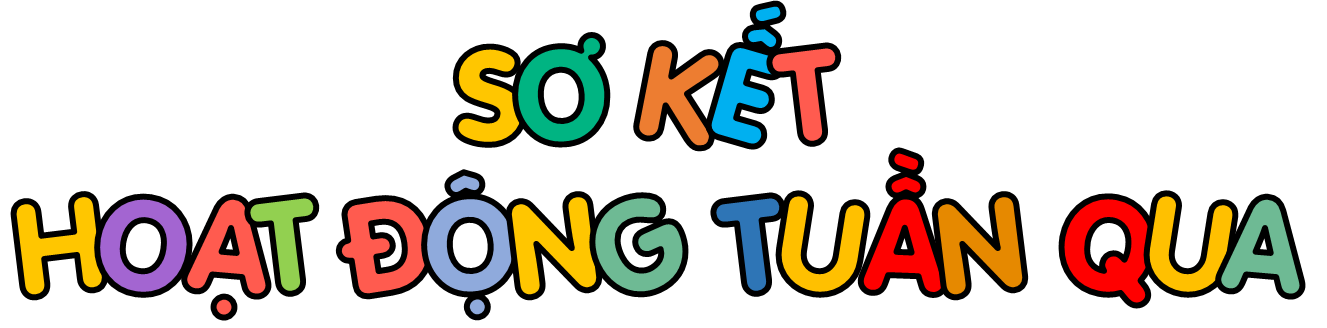 SƠ KẾT
HOẠT ĐỘNG TUẦN QUA